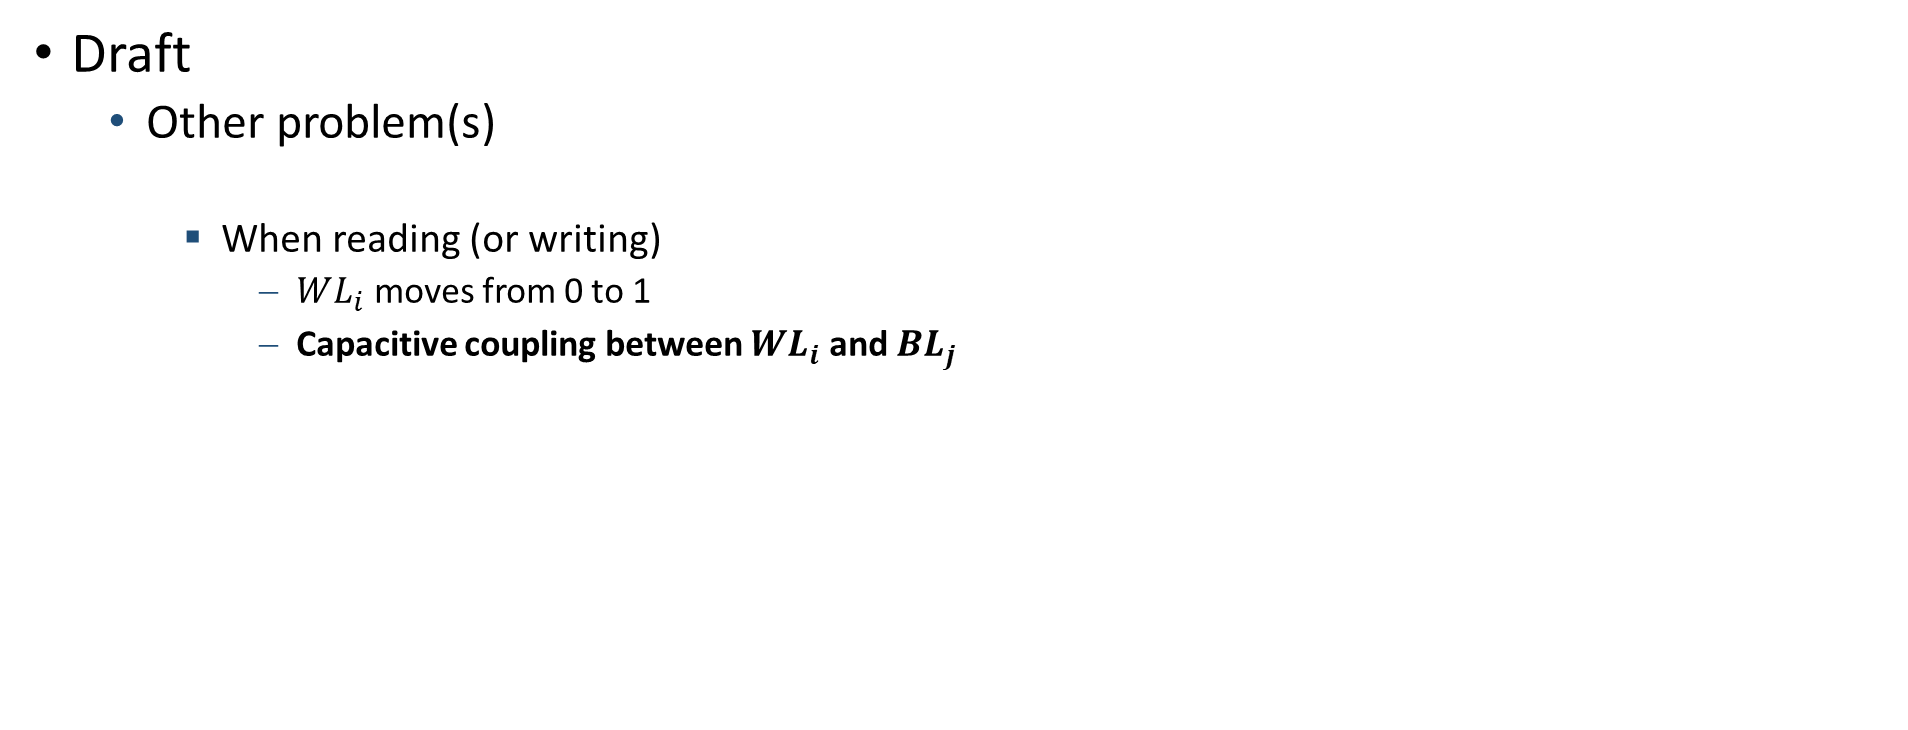 • Draft
• Other problem(s)
▪ When reading (or writing)
– WLᵢ moves from 0 to 1
– Capacitive coupling between WLᵢ and BLⱼ